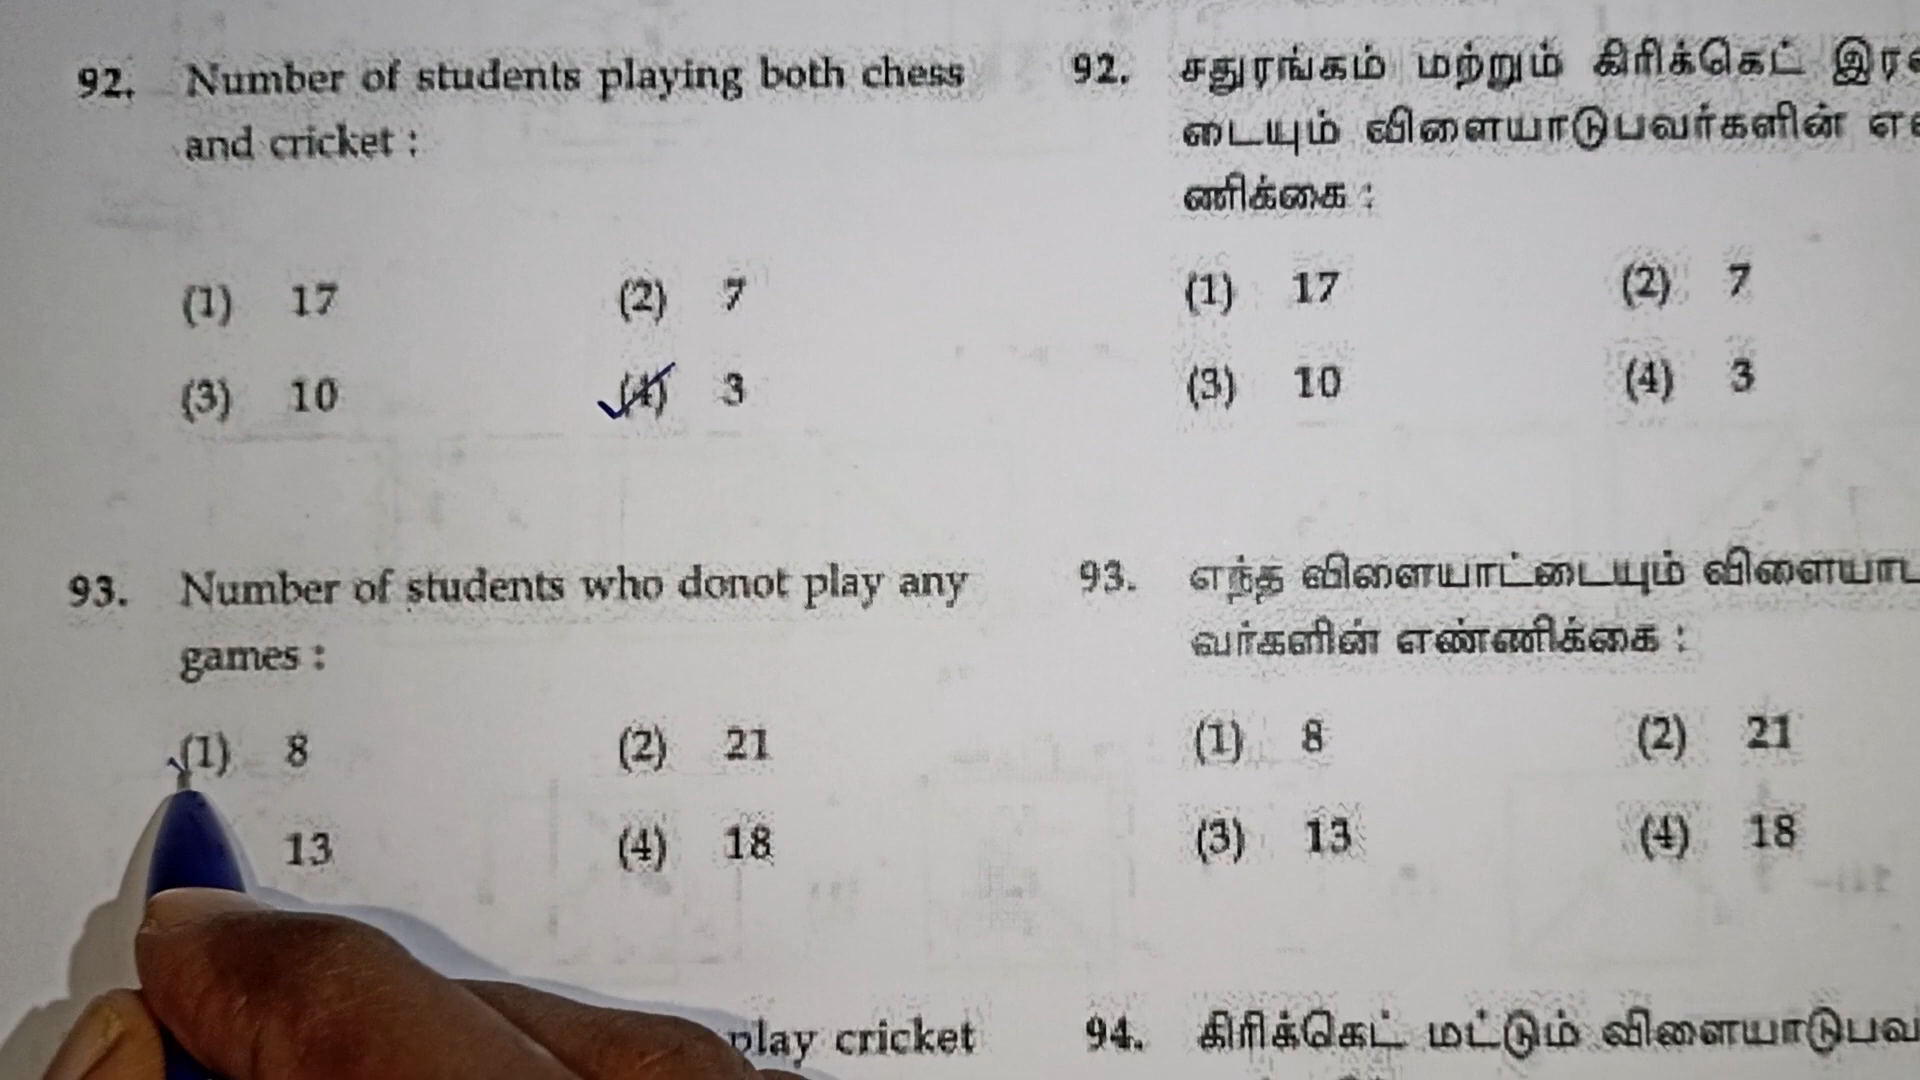 92. Number of students playing both chess
and cricket :
(1) 17 (2) 7
(3) 10 (4) 3
93. Number of students who donot play any
games :
(1) 8 (2) 21
13 (4) 18
play cricket
92. சதுரங்கம் மற்றும் கிரிக்கெட்
டையும் விளையாடுபவர்களின்
ணிக்கை :
(1) 17 (2) 7
(3) 10 (4) 3
93. எந்த விளையாட்டையும்
வர்களின் எண்ணிக்கை :
(1) 8 (2) 21
(3) 13 (4) 18
94. கிரிக்கெட் மட்டும்